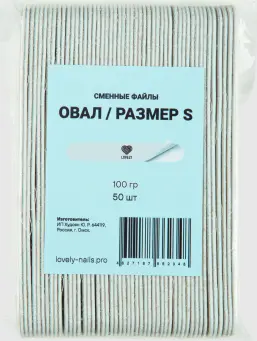 СМЕННЫЕ ФАЙЛЫ
ОВАЛ / РАЗМЕР S
LOVELY
100 гр
50 шт
Изготовитель:
Россия, г. Омск.
lovely-nails.pro